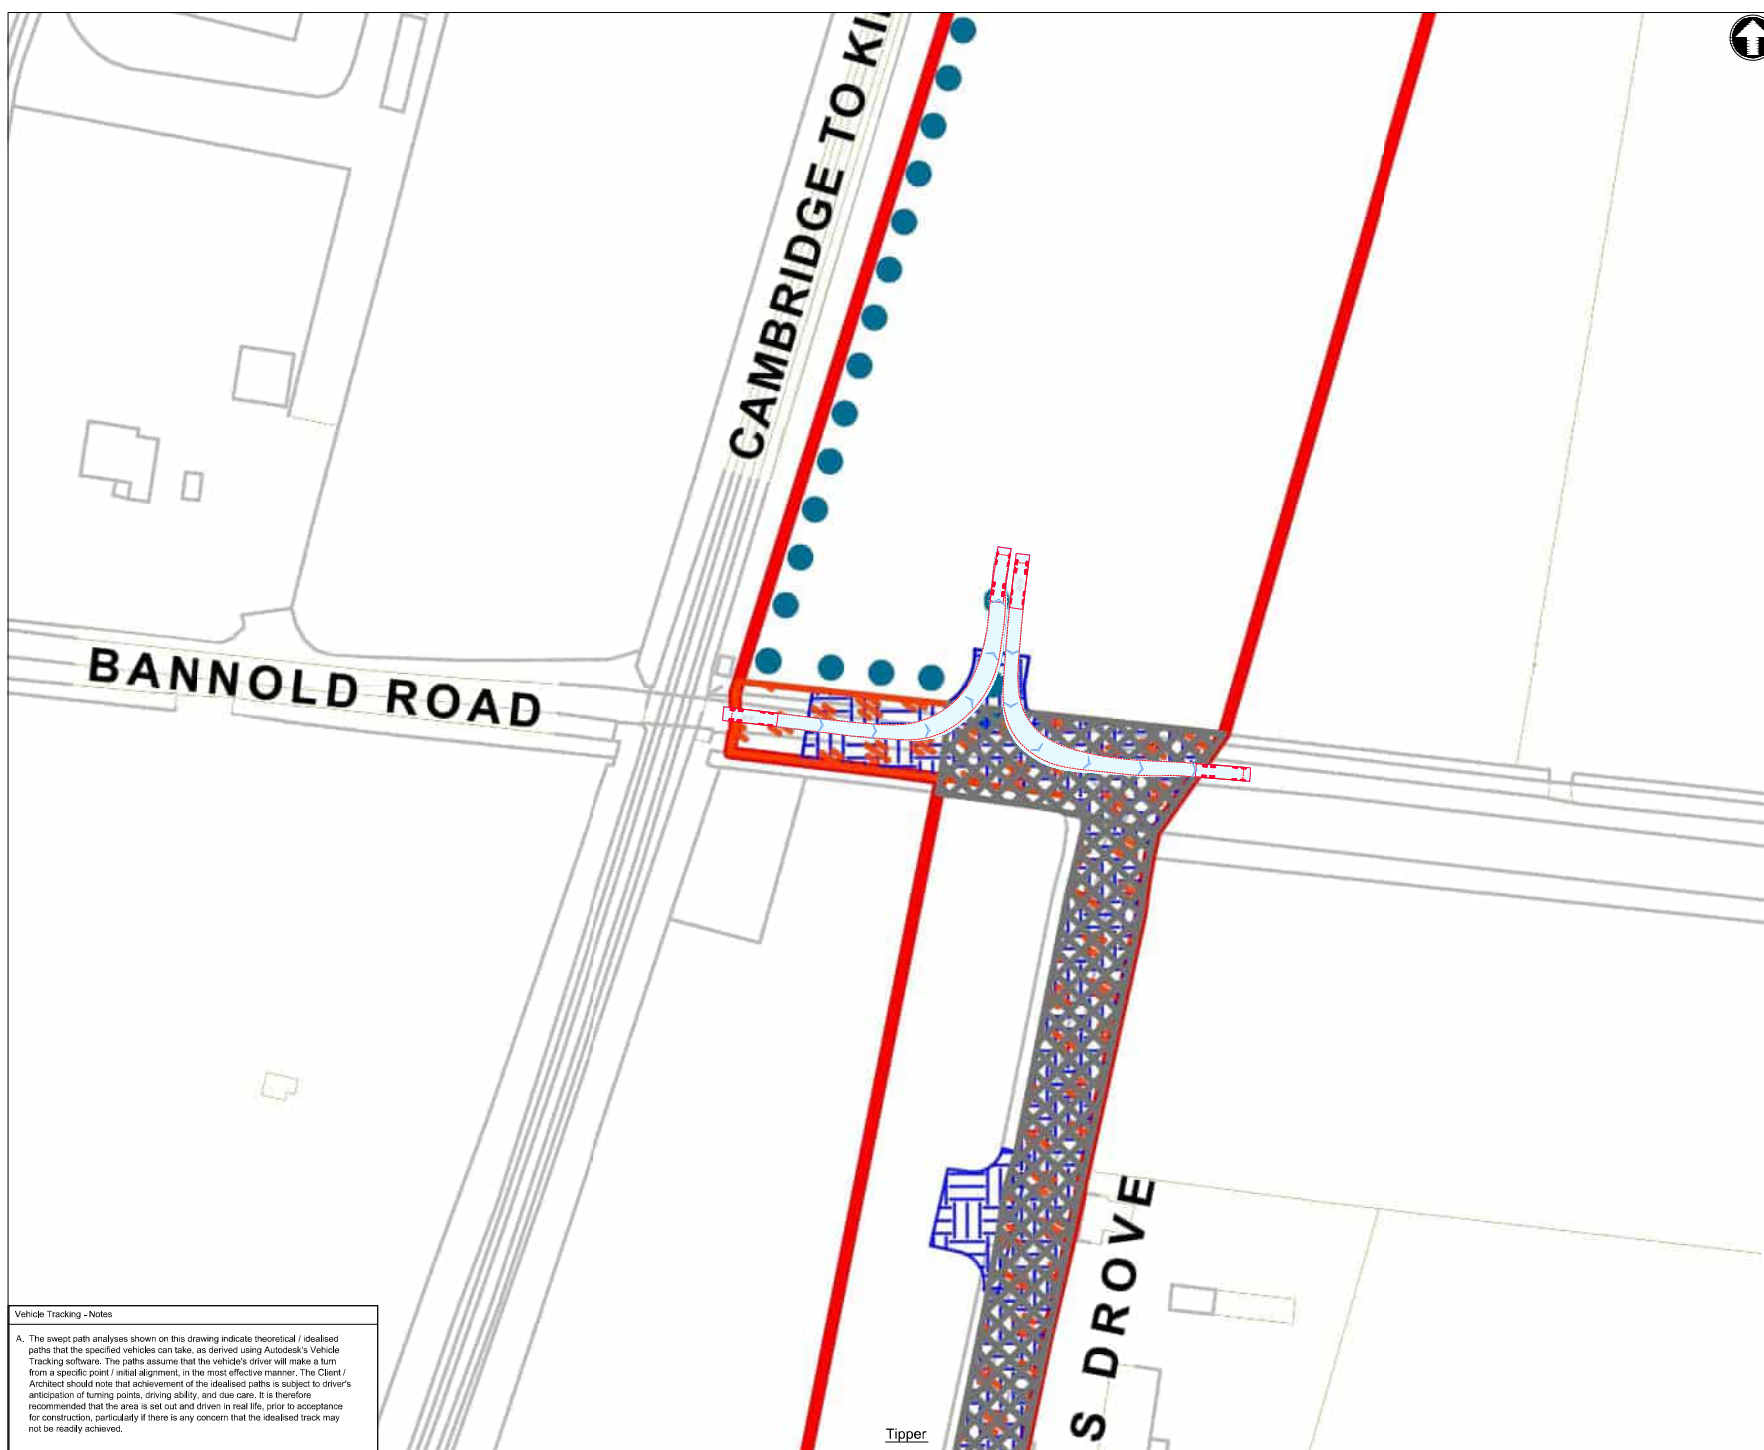 CAMBRIDGE TO KI
BANNOLD ROAD
S DROVE
Vehicle Tracking - Notes
A. The swept path analyses shown on this drawing indicate theoretical / idealised
paths that the specified vehicles can take, as derived using Autodesk's Vehicle
Tracking software. The paths assume that the vehicle's driver will make a turn
from a specific point / initial alignment, in the most effective manner. The Client /
Architect should note that achievement of the idealised paths is subject to driver's
anticipation of turning points, driving ability, and due care. It is therefore
recommended that the area is set out and driven in real life, prior to acceptance
for construction, particularly if there is any concern that the idealised track may
not be readily achieved.
Tipper